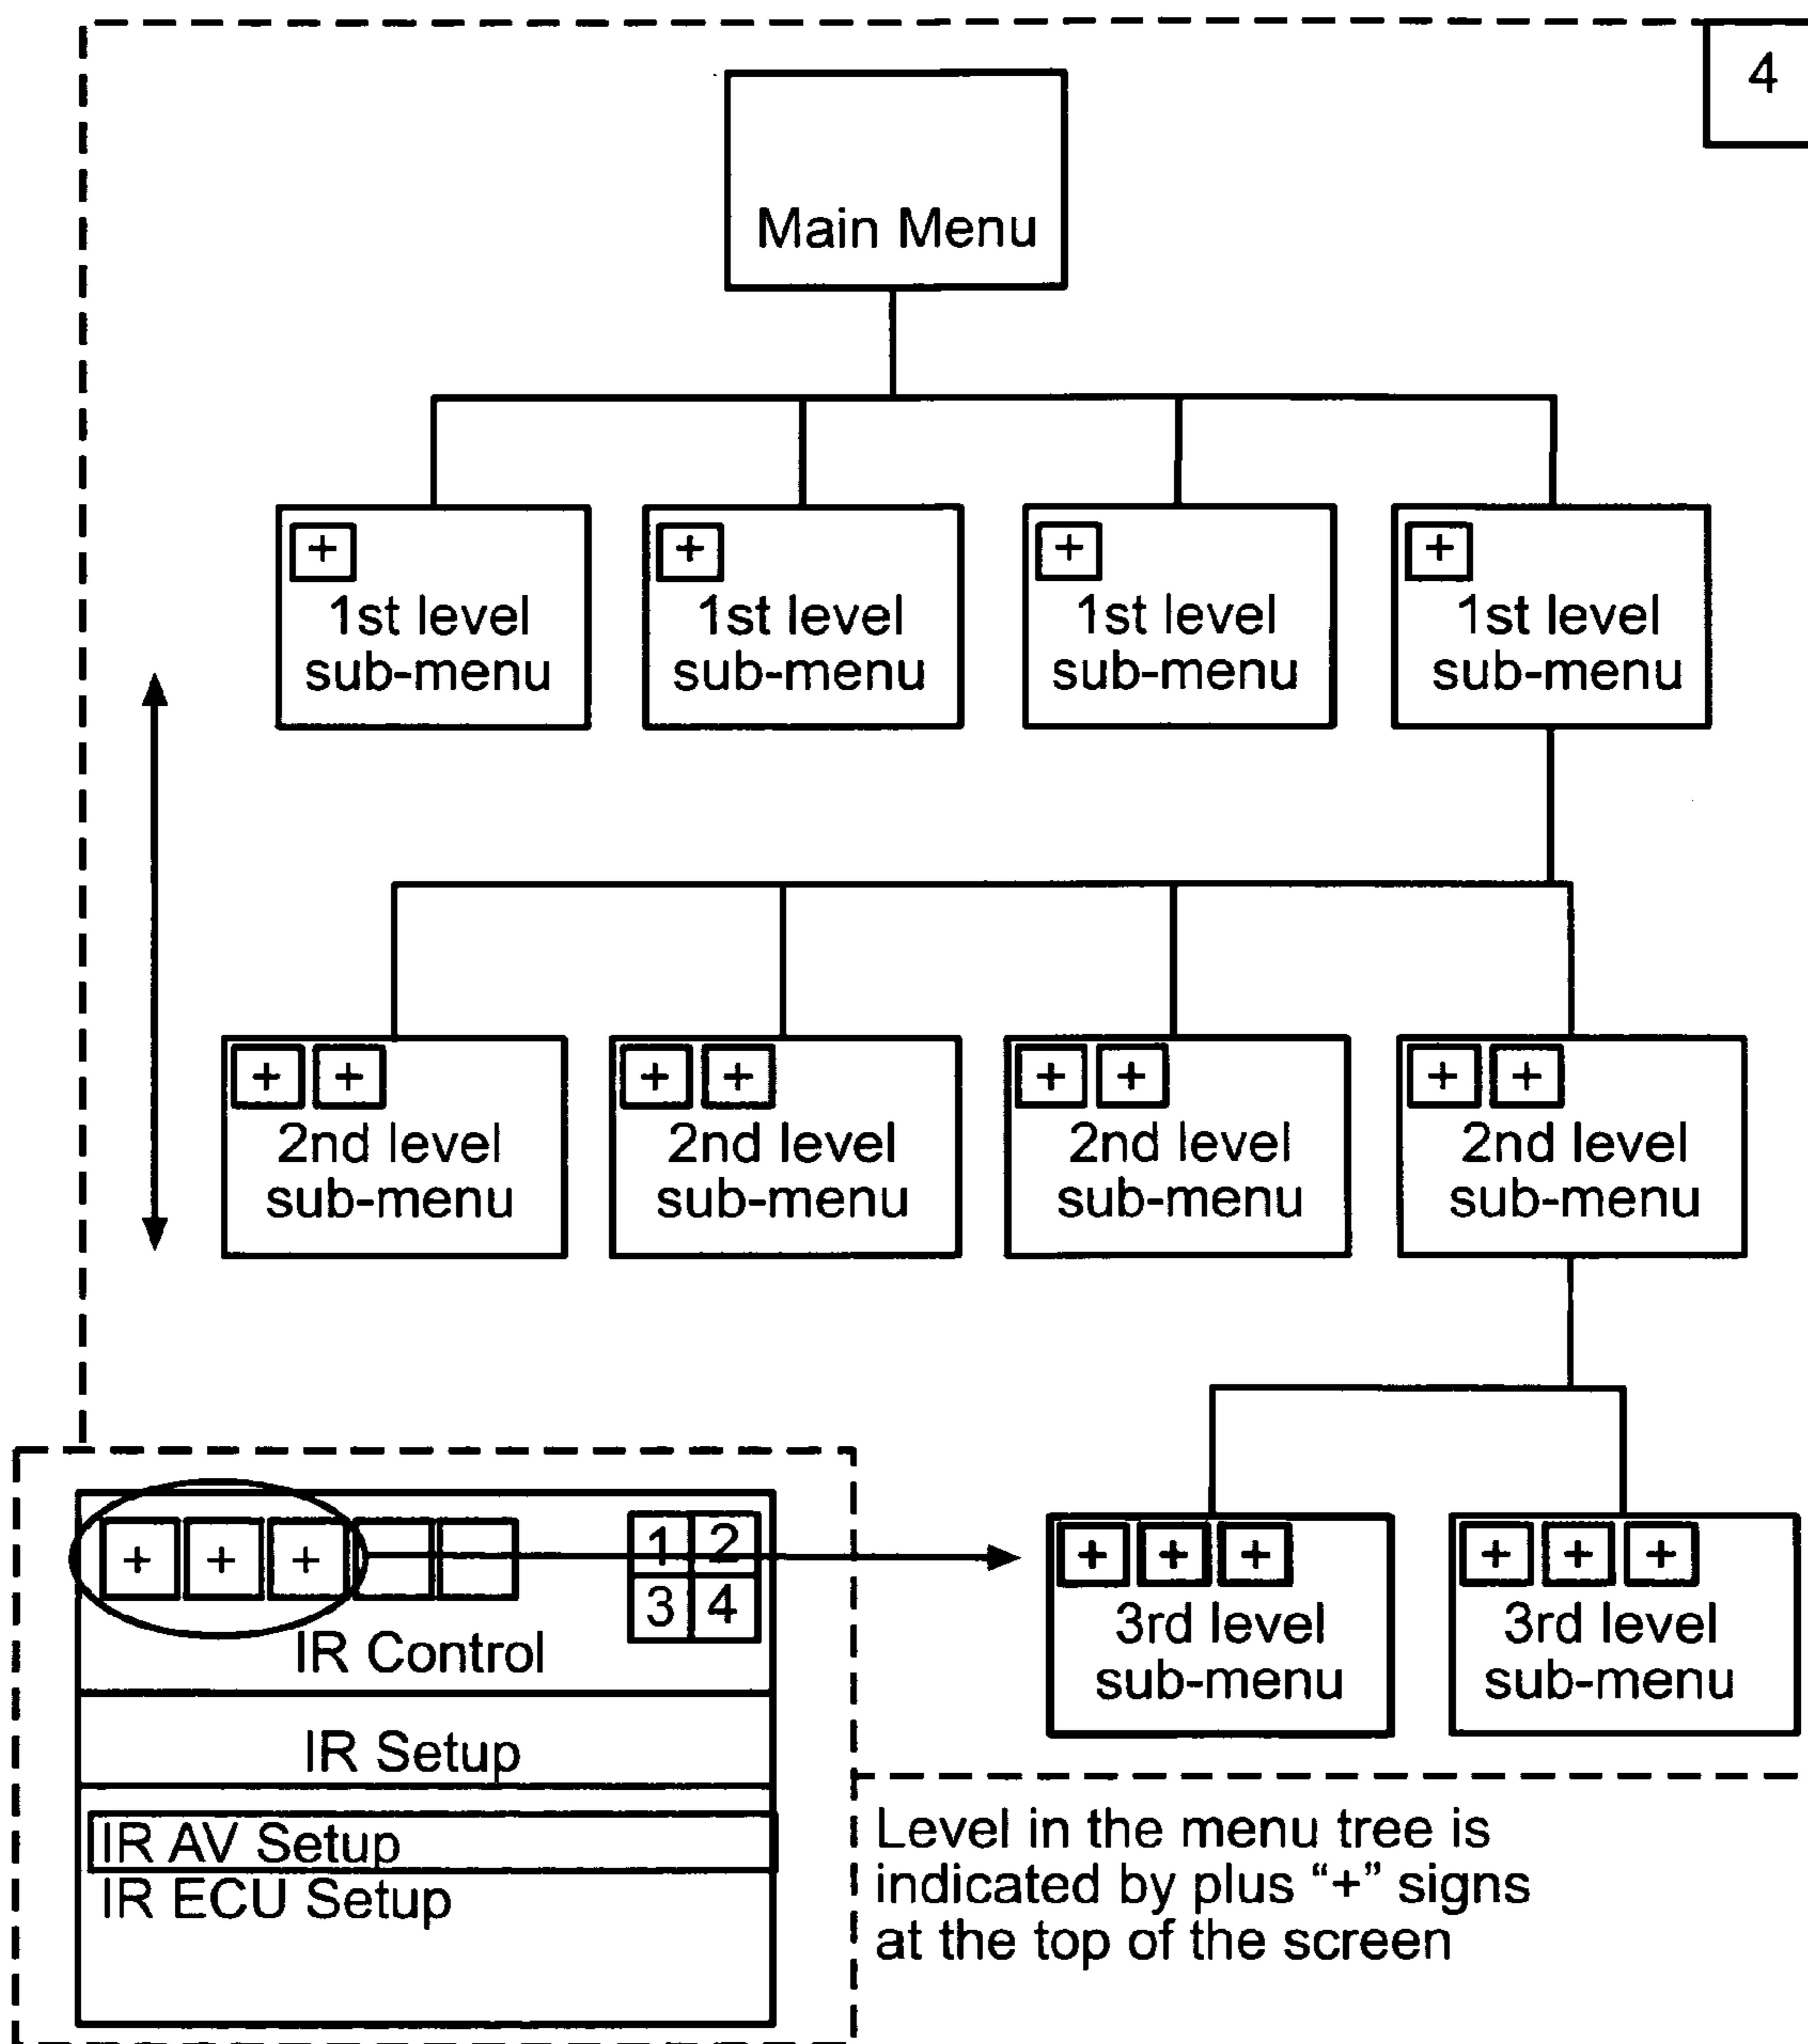 4
Main Menu
+ + + +
1st level 1st level 1st level 1st level
sub-menu sub-menu sub-menu sub-menu
+ + + + + + + +
2nd level 2nd level 2nd level 2nd level
sub-menu sub-menu sub-menu sub-menu
+ + + + + +
3rd level 3rd level
sub-menu sub-menu
+ + + 1 2
3 4
IR Control
IR Setup
IR AV Setup
IR ECU Setup
Level in the menu tree is
indicated by plus “+” signs
at the top of the screen